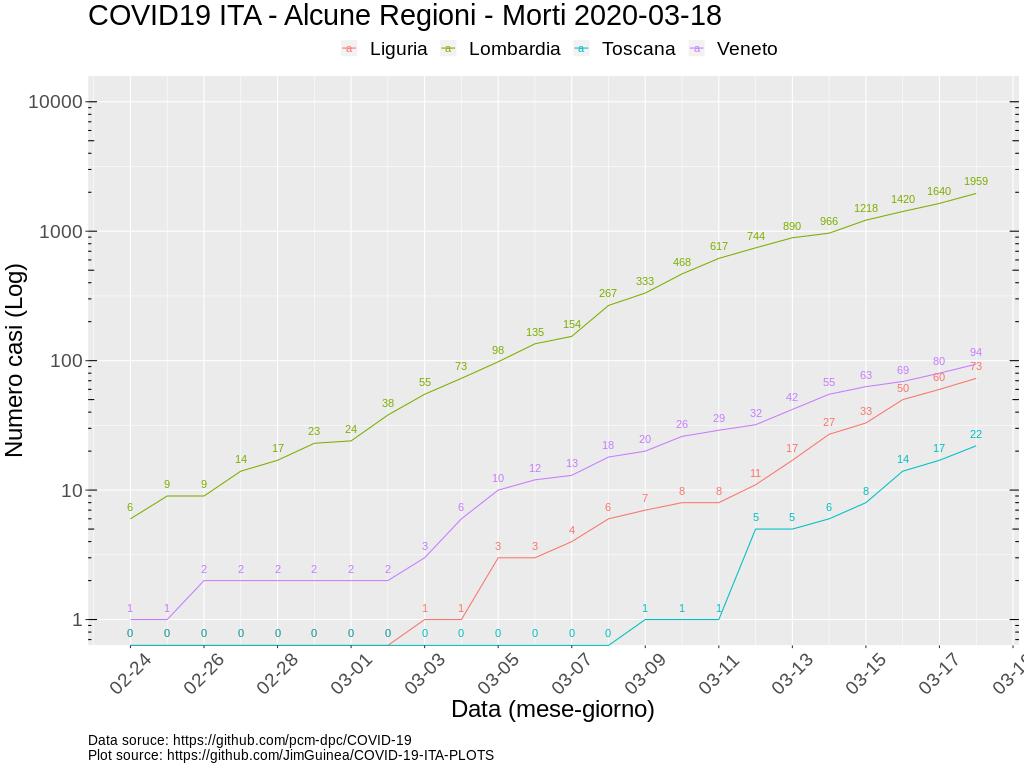 COVID19 ITA - Alcune Regioni - Morti 2020-03-18
a Liguria a Lombardia a Toscana a Veneto
Numero casi (Log)
10000
1000
100
10
1
6 9 9 14 17 23 24 38 55 73 98 135 154 267 333 468 617 744 890 966 1218 1420 1640 1959
1 1 2 2 2 2 2 2 3 6 10 12 13 18 20 26 29 32 42 55 63 69 80 94
1 1 3 3 4 6 7 8 8 11 17 27 33 50 60 73
0 0 0 0 0 0 0 0 0 0 0 0 0 0 1 1 1 5 5 6 8 14 17 22
02-24 02-26 02-28 03-01 03-03 03-05 03-07 03-09 03-11 03-13 03-15 03-17
Data (mese-giorno)
Data soruce: https://github.com/pcm-dpc/COVID-19
Plot source: https://github.com/JimGuinea/COVID-19-ITA-PLOTS